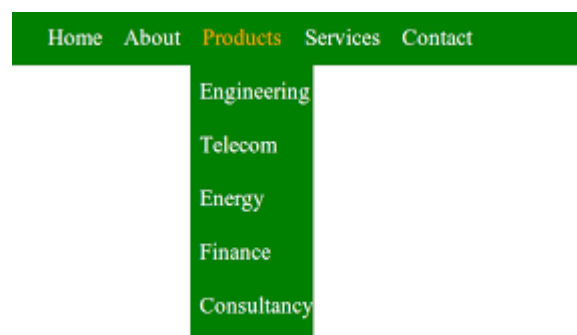 Home About Products Services Contact
Engineering
Telecom
Energy
Finance
Consultancy